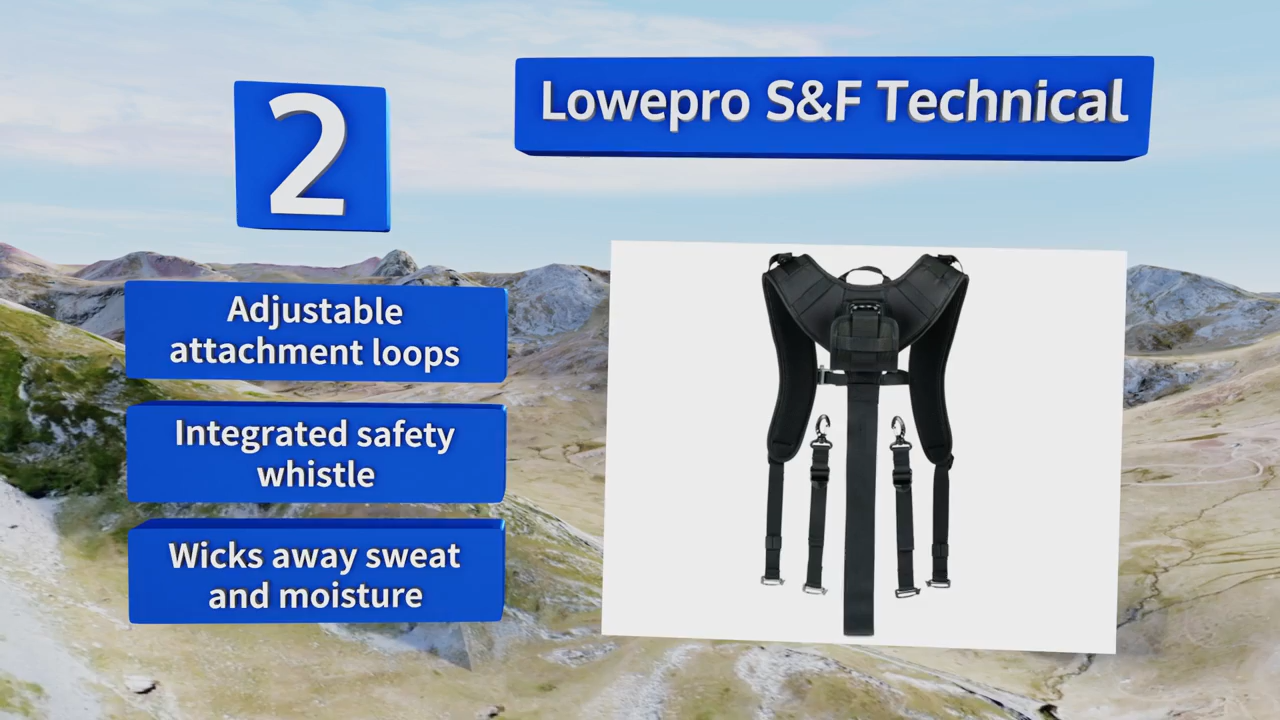 2
Lowepro S&F Technical
Adjustable
attachment loops
Integrated safety
whistle
Wicks away sweat
and moisture